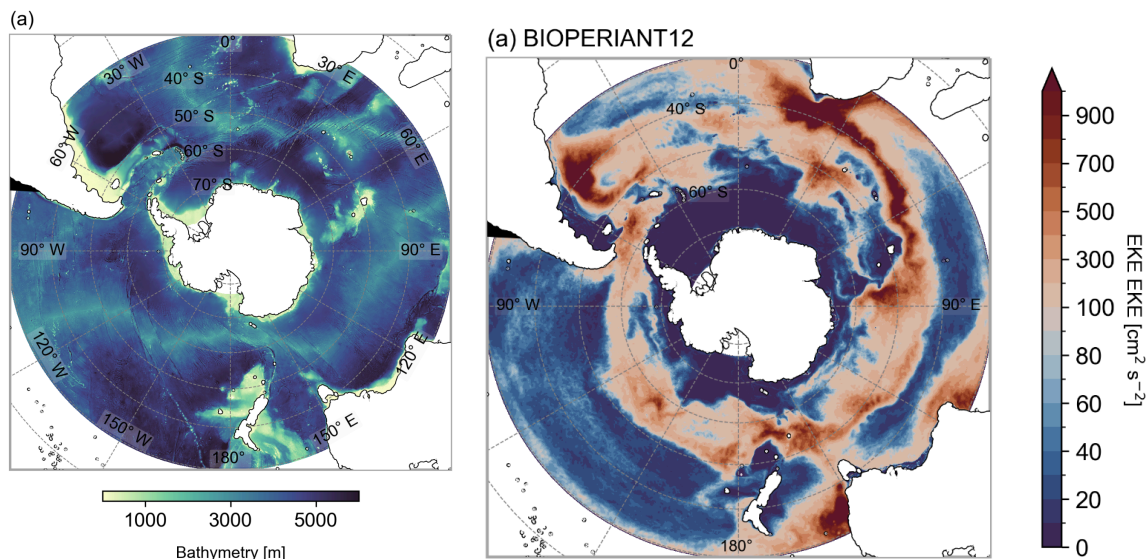 (a)
0°
30° W
30° E
40° S
50° S
60° W
60° S
60° E
70° S
90° W
90° E
120° W
120° E
150° W
150° E
180°
1000
3000
5000
Bathymetry [m]
(a) BIOPERIANT12
0°
40° S
60° S
90° W
90° E
180°
900
700
500
300
100
80
60
40
20
0
EKE EKE [cm² s⁻²]